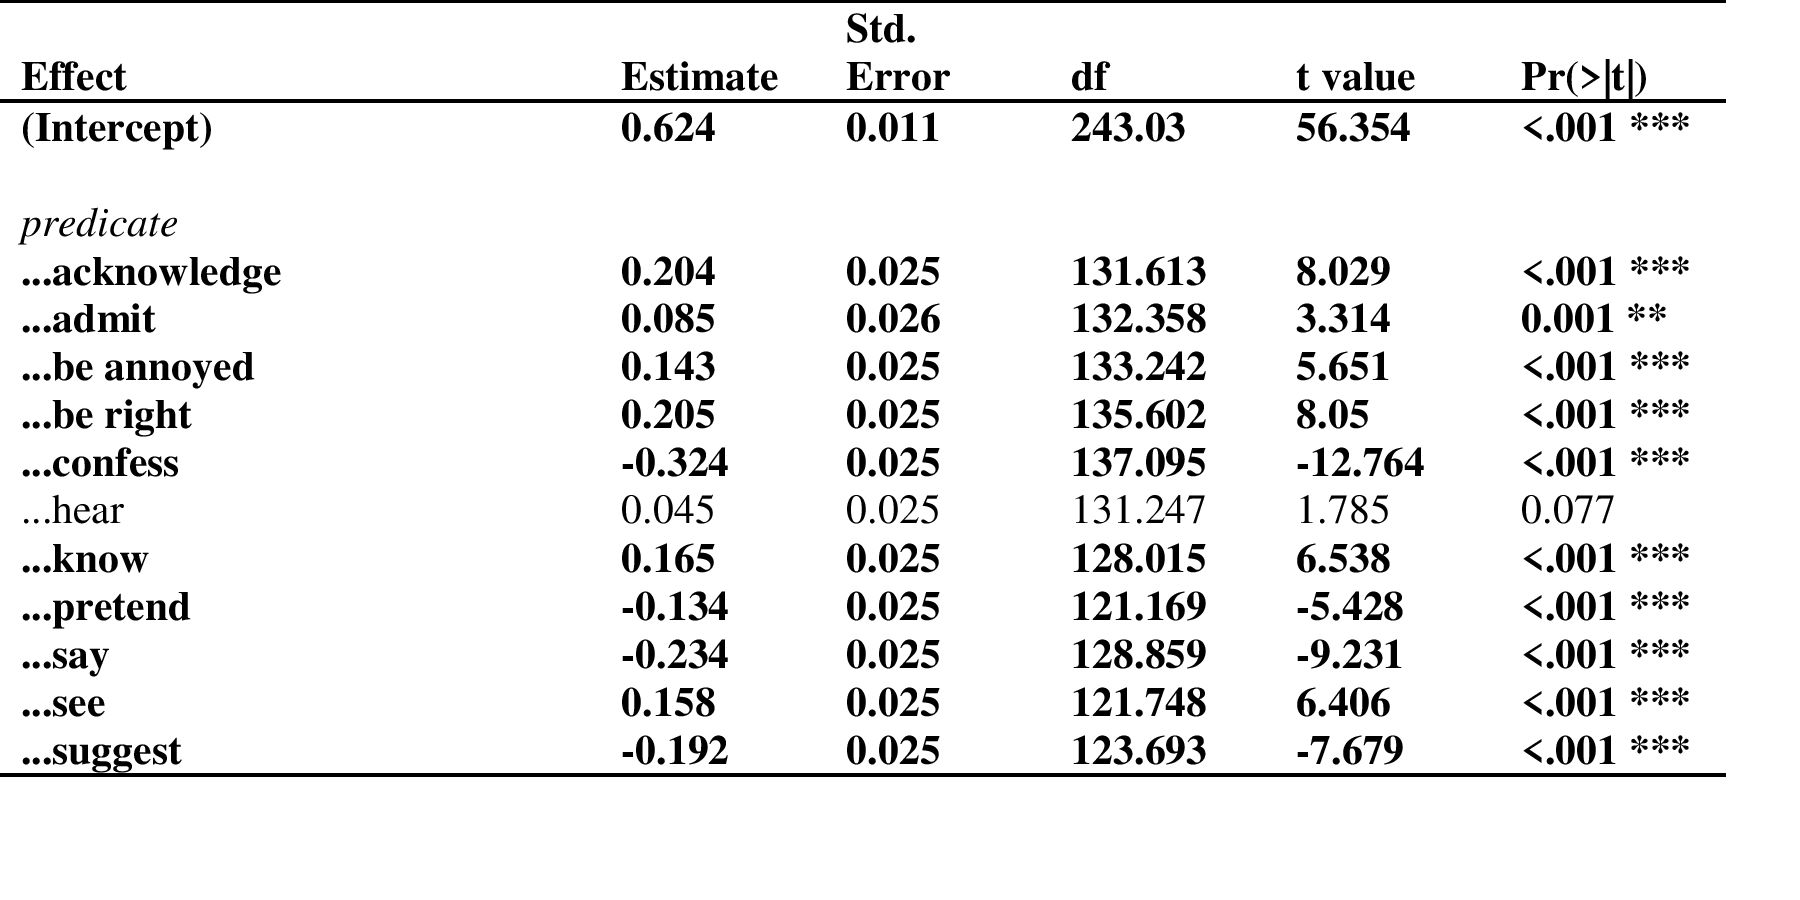 Std.
Effect Estimate Error df t value Pr(>|t|)
(Intercept) 0.624 0.011 243.03 56.354 <.001 ***
predicate
...acknowledge 0.204 0.025 131.613 8.029 <.001 ***
...admit 0.085 0.026 132.358 3.314 0.001 **
...be annoyed 0.143 0.025 133.242 5.651 <.001 ***
...be right 0.205 0.025 135.602 8.05 <.001 ***
...confess -0.324 0.025 137.095 -12.764 <.001 ***
...hear 0.045 0.025 131.247 1.785 0.077
...know 0.165 0.025 128.015 6.538 <.001 ***
...pretend -0.134 0.025 121.169 -5.428 <.001 ***
...say -0.234 0.025 128.859 -9.231 <.001 ***
...see 0.158 0.025 121.748 6.406 <.001 ***
...suggest -0.192 0.025 123.693 -7.679 <.001 ***